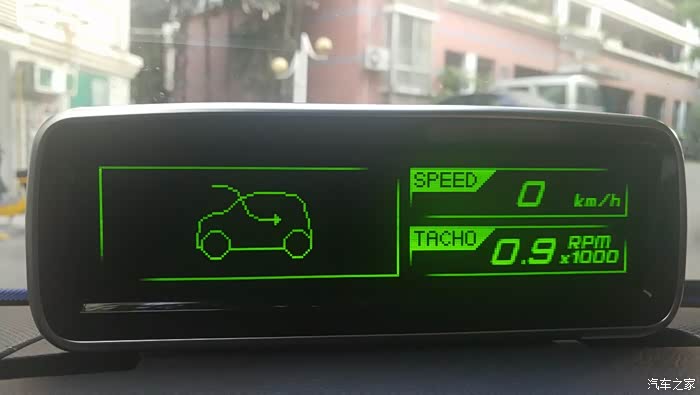 SPEED
0 km/h
TACHO
0.9 RPM
x1000
汽车之家